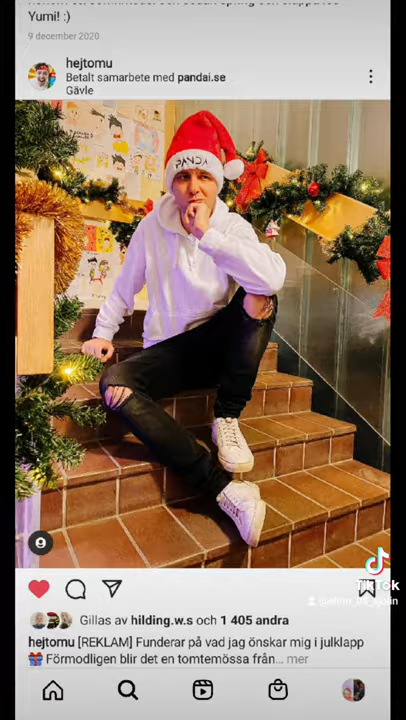 Yumi! :)
9 december 2020
hejtomu
Betalt samarbete med pandai.se
Gävle
PANDA
TikTok
Gillas av hilding.w.s och 1 405 andra
hejtomu [REKLAM] Funderar på vad jag önskar mig i julklapp
🎁 Förmodligen blir det en tomtemössa från... mer